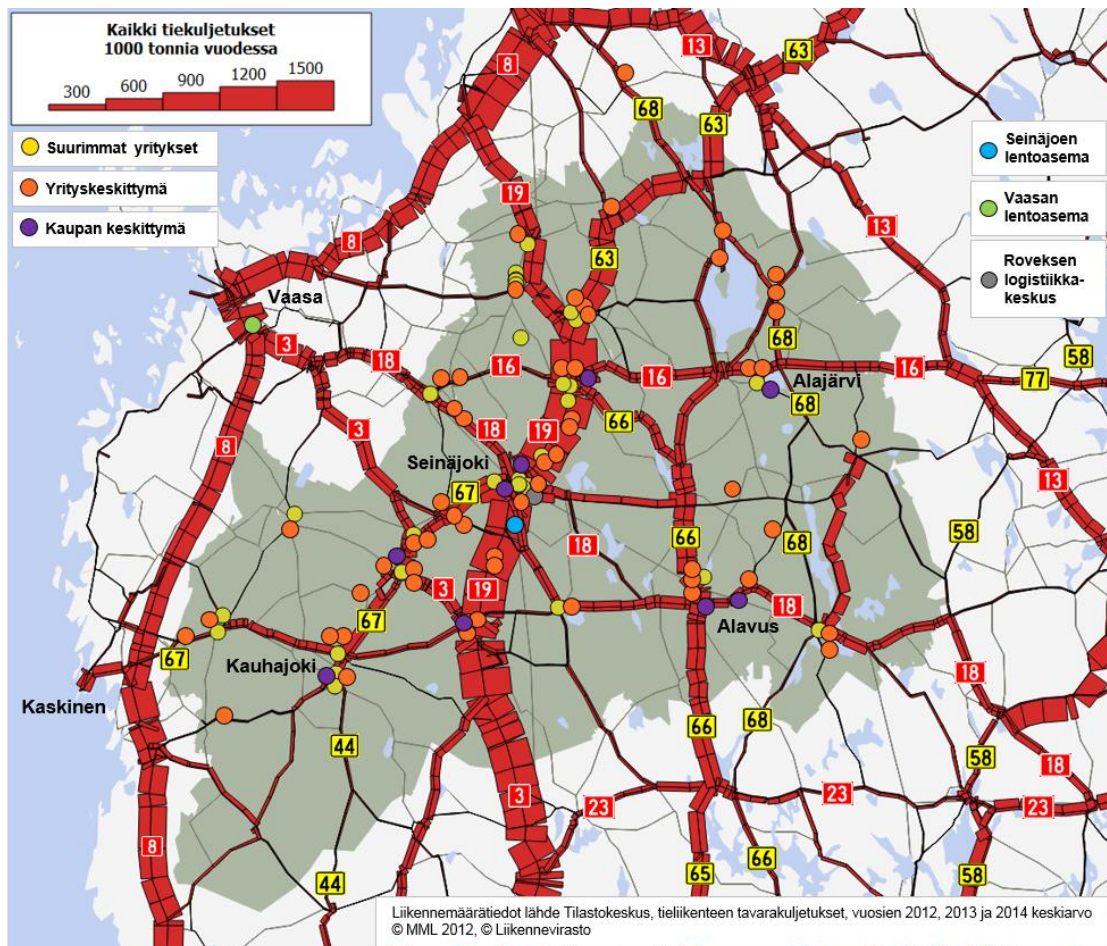 Kaikki tiekuljetukset
1000 tonnia vuodessa
300 600 900 1200 1500
Suurimmat yritykset
Yrityskeskittymä
Kaupan keskittymä
Seinäjoen
lentoasema
Vaasan
lentoasema
Roveksen
logistiikka-
keskus
13
63
8
68
63
19
13
8
63
Vaasa
3
18
16
68
58
16
Alajärvi
16
77
68
3
18
19
66
8
Seinäjoki
67
13
66
18
68
58
3
19
67
18
Alavus
67
Kauhajoki
Kaskinen
18
66
68
44
58
18
3
23
23
23
8
65
66
58
44
Liikennemäärätiedot lähde Tilastokeskus, tieliikenteen tavarakuljetukset, vuosien 2012, 2013 ja 2014 keskiarvo
© MML 2012, © Liikennevirasto